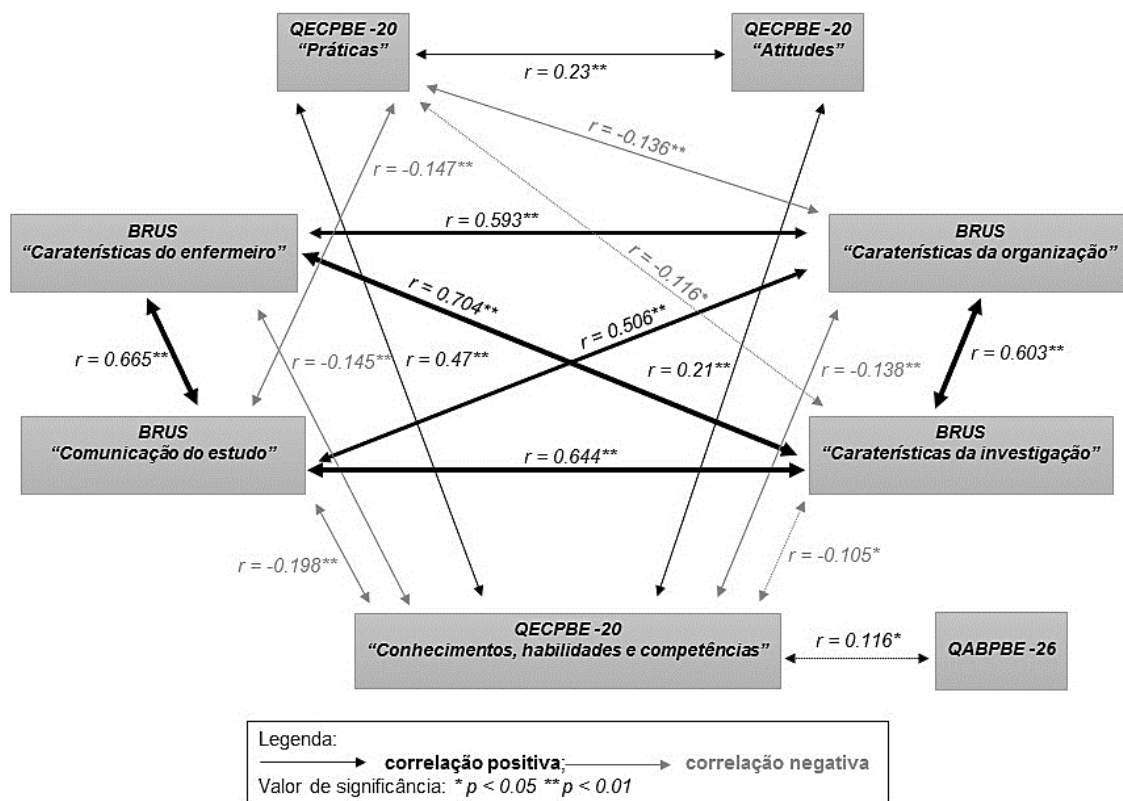 QECPBE -20
“Práticas”
QECPBE -20
“Atitudes”
r = 0.23**
r = -0.136**
r = -0.147**
BRUS
“Caraterísticas do enfermeiro”
r = 0.593**
BRUS
“Caraterísticas da organização”
r = -0.116*
r = 0.704**
r = 0.506**
r = 0.665**
r = -0.145**
r = 0.47**
r = 0.21**
r = -0.138**
r = 0.603**
BRUS
“Comunicação do estudo”
r = 0.644**
BRUS
“Caraterísticas da investigação”
r = -0.198**
r = -0.105*
QECPBE -20
“Conhecimentos, habilidades e competências”
r = 0.116*
QABPBE -26
Legenda:
correlação positiva; correlação negativa
Valor de significância: * p < 0.05 ** p < 0.01